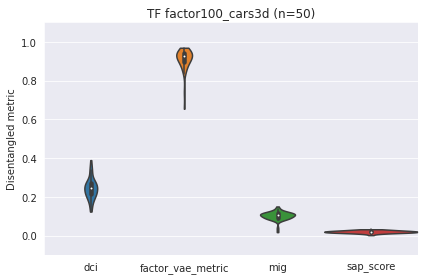 TF factor100_cars3d (n=50)
Disentangled metric
1.0
0.8
0.6
0.4
0.2
0.0
dci factor_vae_metric mig sap_score